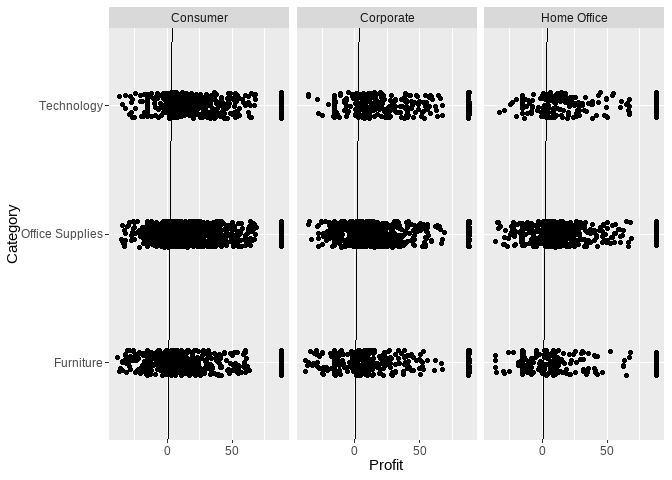 Consumer Corporate Home Office
Technology
Office Supplies
Furniture
Category
0 50 0 50 0 50
Profit